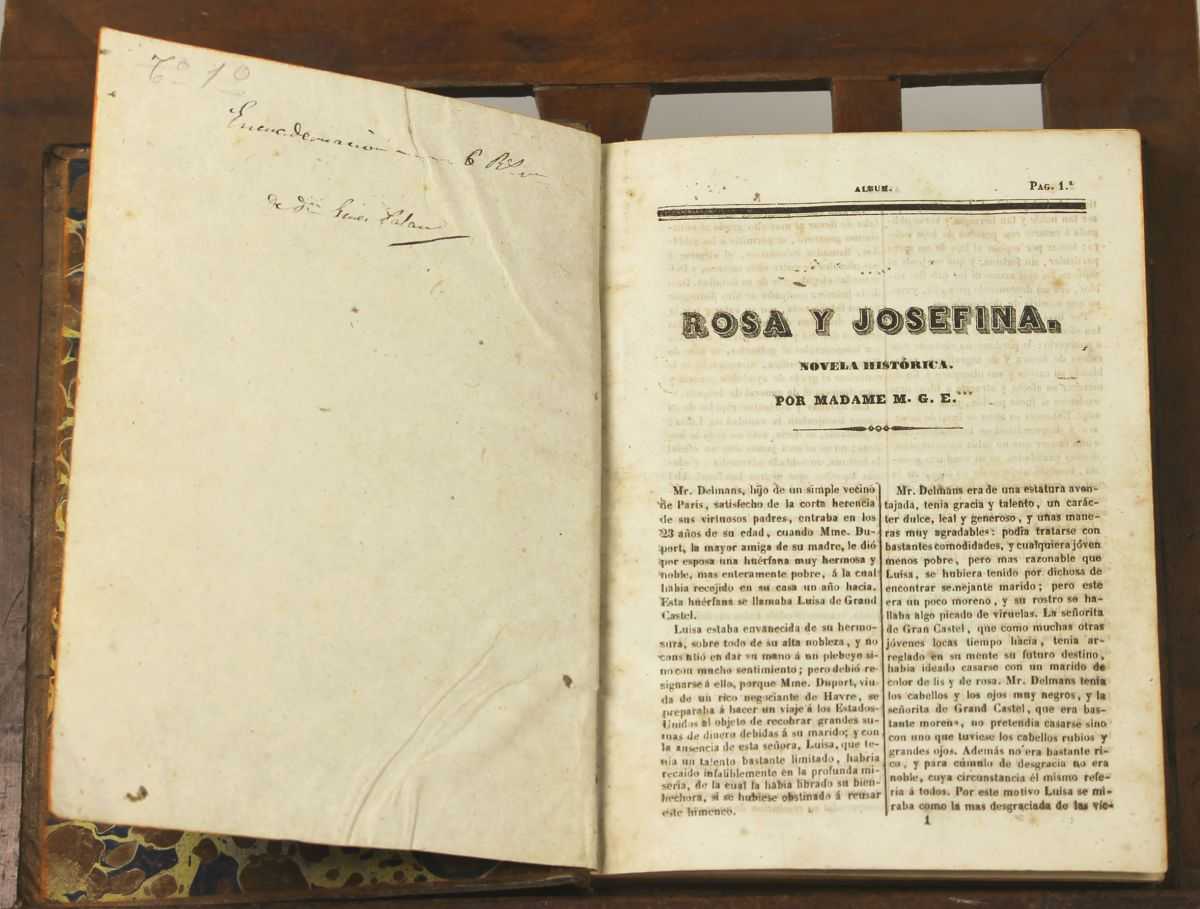 Tº 1º
Encuadernacion 6 Rs
de dn
ALBUM.
PAG. 1.ª
ROSA Y JOSEFINA.
NOVELA HISTÓRICA.
POR MADAME M. G. E.***
Mr. Delmans, hijo de un simple vecino
de París, satisfecho de la corta herencia
de sus virtuosos padres, entraba en los
23 años de su edad, cuando Mme. Du-
port, la mayor amiga de su madre, le dió
por esposa una huérfana muy hermosa y
noble, mas enteramente pobre, á la cual
habia recejido en su casa un año hacia.
Esta huérfana se llamaba Luisa de Grand
Castel.
Luisa estaba envanecida de su hermo-
sura, sobre todo de su alta nobleza, y no
consintió en dar su mano á un plebeyo si-
no con mucho sentimiento; pero debió re-
signarse á ello, porque Mme. Duport, viu-
da de un rico negociante de Havre, se
preparaba á hacer un viaje á los Estados-
Unidos al objeto de recobrar grandes su-
mas de dinero debidas á su marido; y con
la ausencia de esta señora, Luisa, que te-
nia un talento bastante limitado, habria
recaido infaliblemente en la profunda mi-
seria, de la cual la habia librado su bien-
hechora, si se hubiese obstinado á reusar
este himeneo.
Mr. Delmans era de una estatura aven-
tajada, tenia gracia y talento, un carác-
ter dulce, leal y generoso, y unas mane-
ras muy agradables: podia tratarse con
bastantes comodidades, y cualquiera jóven
menos pobre, pero mas razonable que
Luisa, se hubiera tenido por dichosa de
encontrar semejante marido; pero este
era un poco moreno, y su rostro se ha-
llaba algo picado de viruelas. La señorita
de Gran Castel, que como muchas otras
jóvenes locas tiempo hácia, tenia ar-
reglado en su mente su futuro destino,
habia ideado casarse con un marido de
color de lis y de rosa. Mr. Delmans tenia
los cabellos y los ojos muy negros, y la
señorita de Grand Castel, que era bas-
tante morena, no pretendia casarse sino
con uno que tuviese los cabellos rubios y
grandes ojos. Además no era bastante ri-
co, y para cúmulo de desgracia no era
noble, cuya circunstancia él mismo refe-
ria á todos. Por este motivo Luisa se mi-
raba como la mas desgraciada de las víc-
1